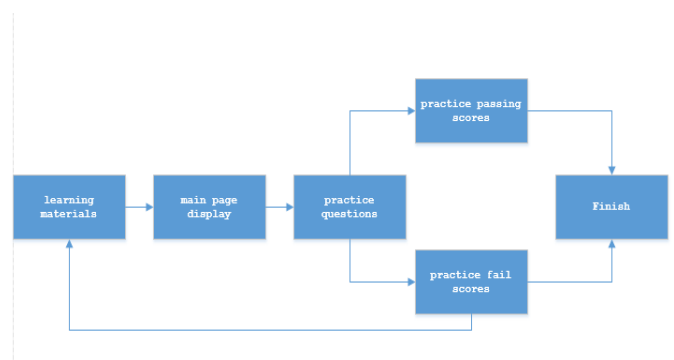 practice passing
scores
learning
materials
main page
display
practice
questions
Finish
practice fail
scores